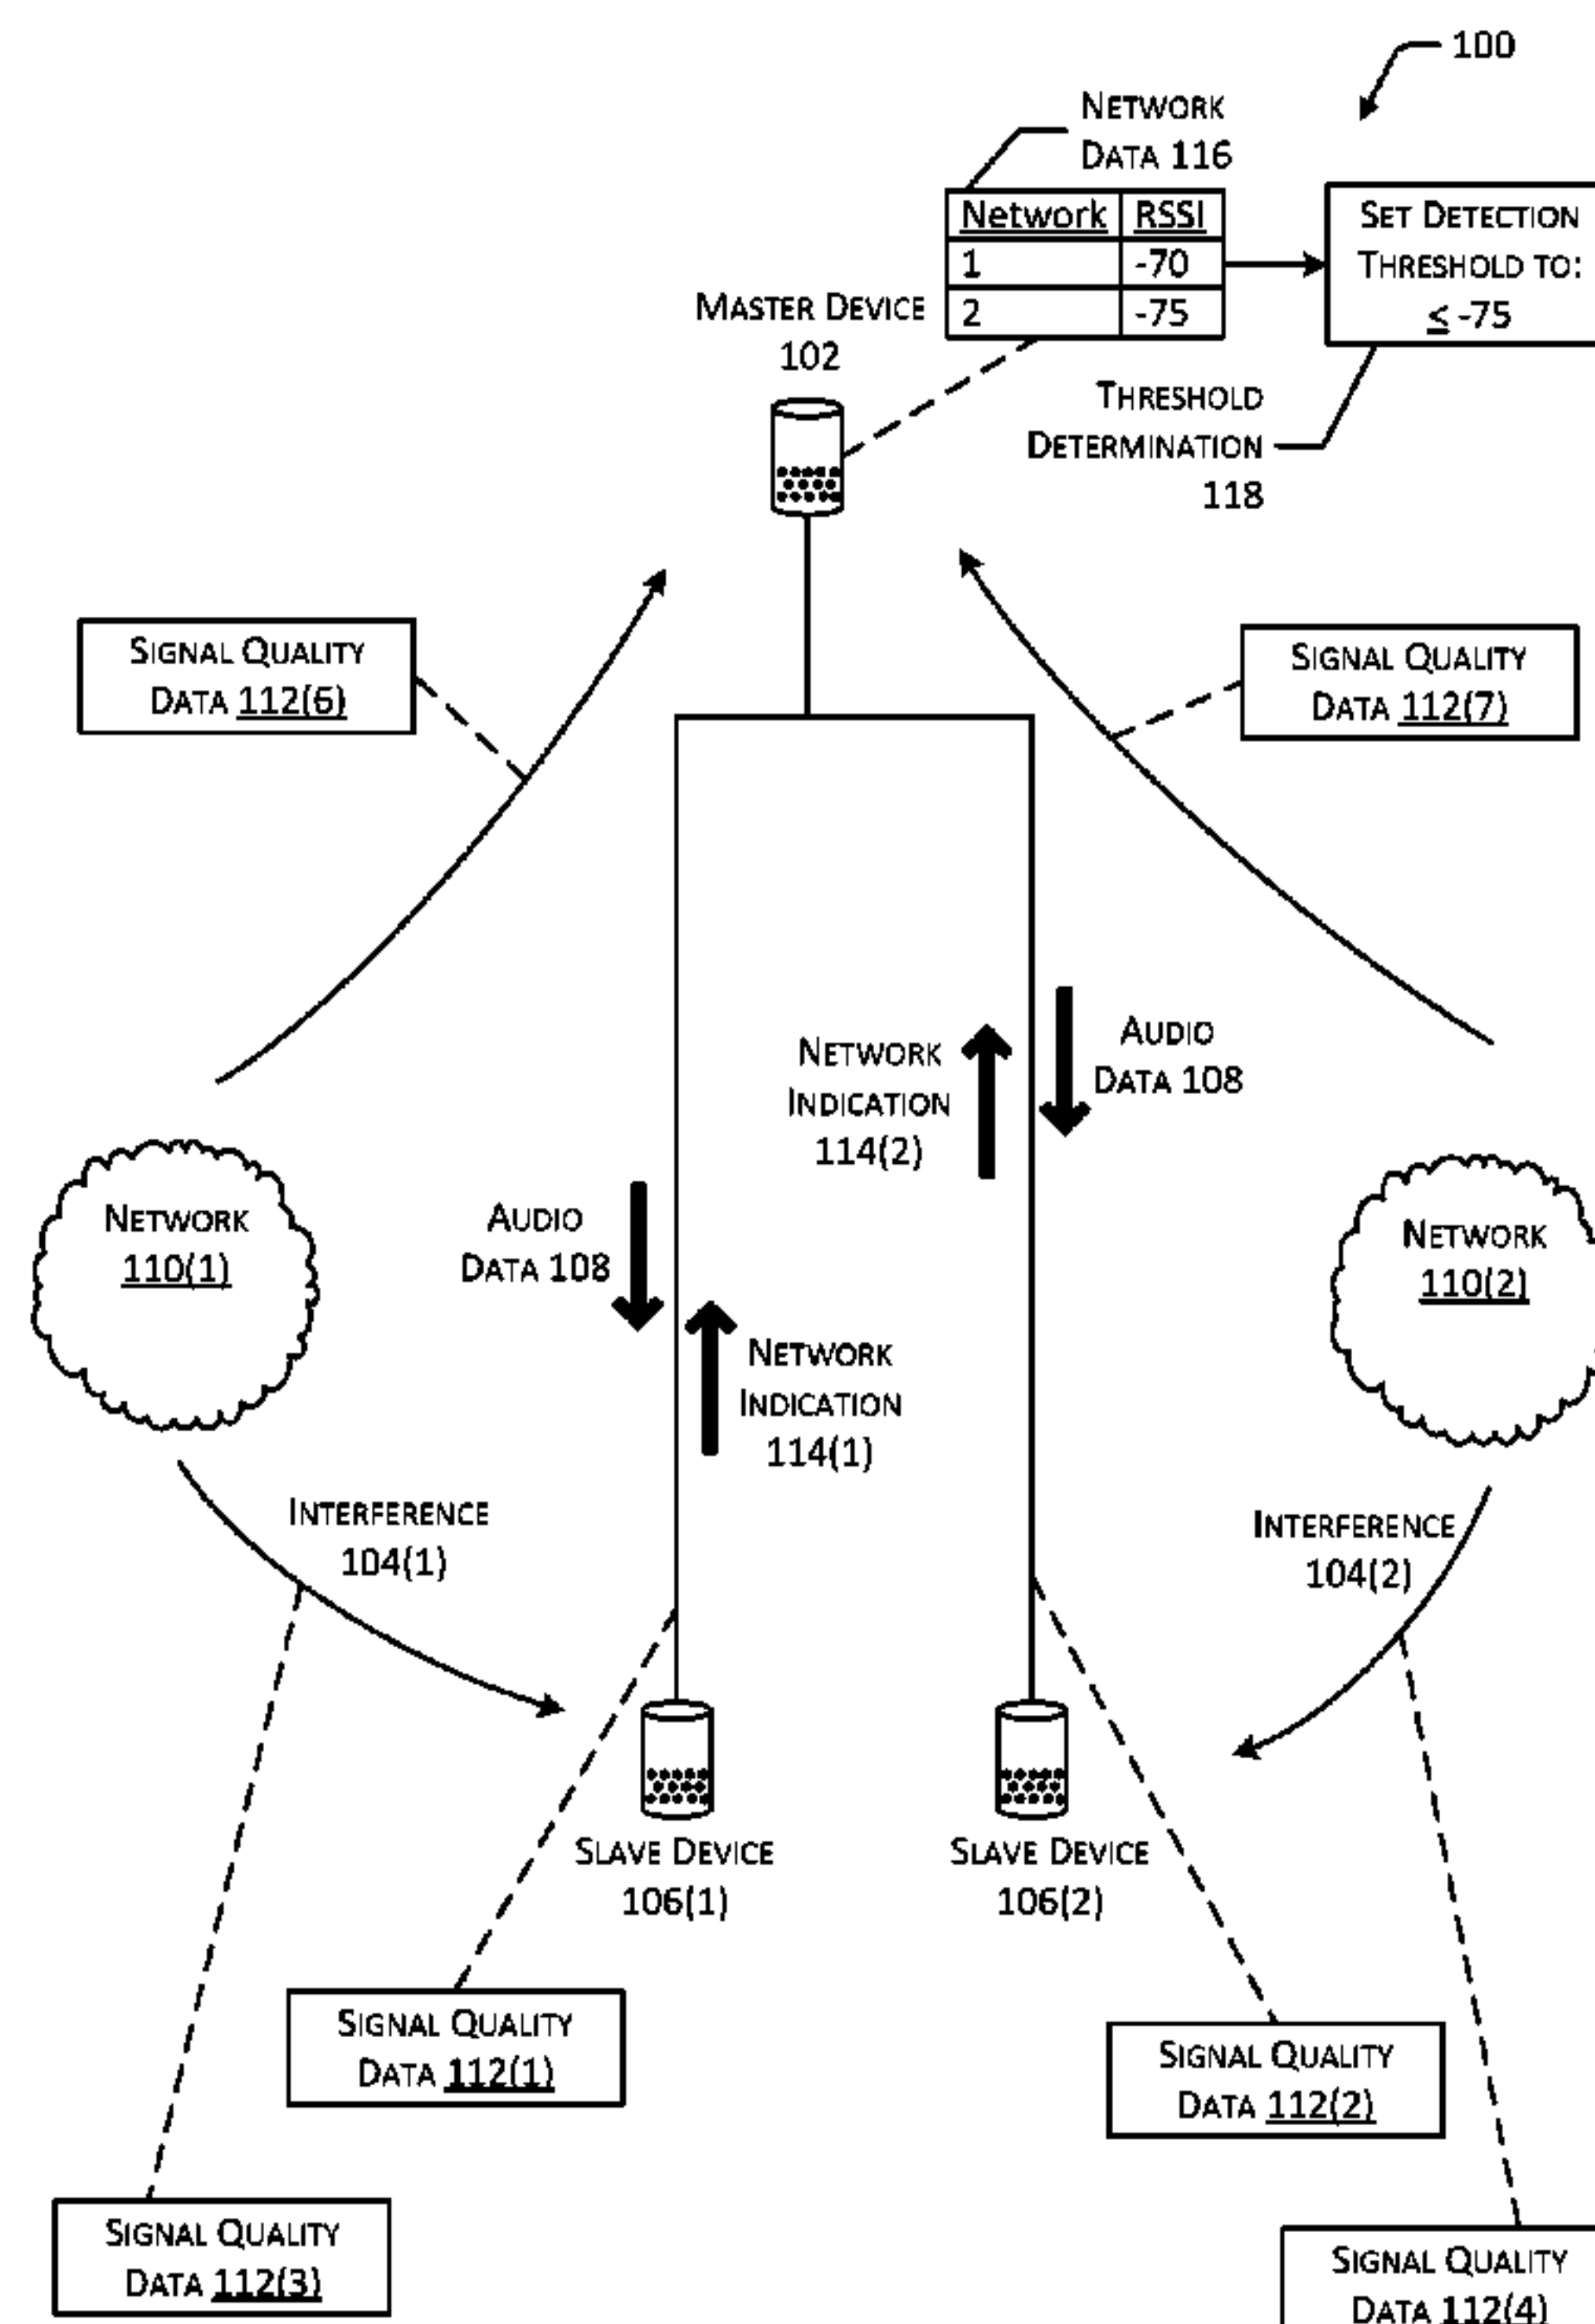 100
NETWORK
DATA 116
Network RSSI
1 -70
2 -75
SET DETECTION
THRESHOLD TO:
≤ -75
MASTER DEVICE
102
THRESHOLD
DETERMINATION
118
SIGNAL QUALITY
DATA 112(6)
SIGNAL QUALITY
DATA 112(7)
NETWORK
INDICATION
114(2)
AUDIO
DATA 108
NETWORK
110(1)
AUDIO
DATA 108
NETWORK
110(2)
NETWORK
INDICATION
114(1)
INTERFERENCE
104(1)
INTERFERENCE
104(2)
SLAVE DEVICE
106(1)
SLAVE DEVICE
106(2)
SIGNAL QUALITY
DATA 112(1)
SIGNAL QUALITY
DATA 112(2)
SIGNAL QUALITY
DATA 112(3)
SIGNAL QUALITY
DATA 112(4)